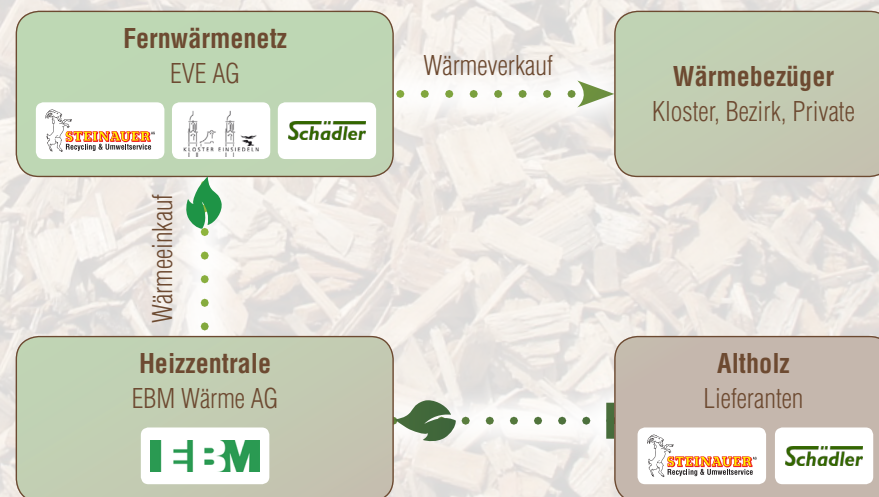 Fernwärmenetz
EVE AG
STEINAUER
Recycling & Umweltservice
KLOSTER EINSIEDELN
Schädler
Wärmeverkauf
Wärmebezüger
Kloster, Bezirk, Private
Wärmeeinkauf
Heizzentrale
EBM Wärme AG
EBM
Altholz
Lieferanten
STEINAUER
Recycling & Umweltservice
Schädler